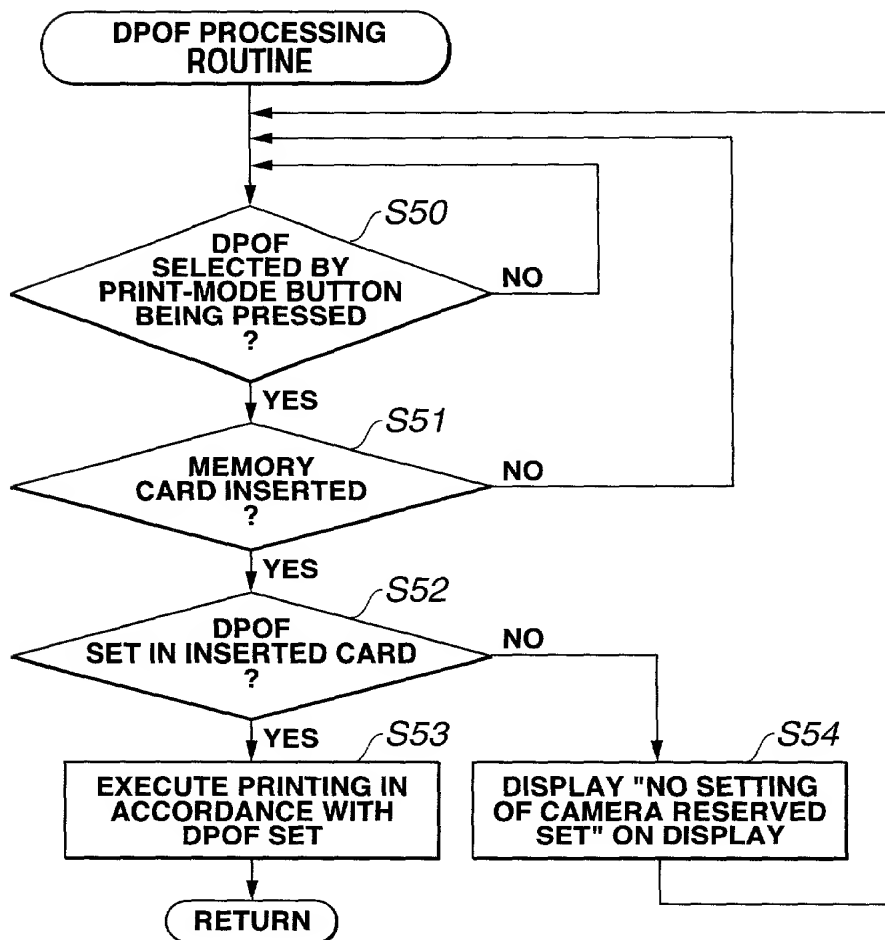 DPOF PROCESSING
ROUTINE
S50
DPOF
SELECTED BY
PRINT-MODE BUTTON
BEING PRESSED
?
NO
YES
S51
MEMORY
CARD INSERTED
?
NO
YES
S52
DPOF
SET IN INSERTED CARD
?
NO
YES
S53
EXECUTE PRINTING IN
ACCORDANCE WITH
DPOF SET
S54
DISPLAY "NO SETTING
OF CAMERA RESERVED
SET" ON DISPLAY
RETURN